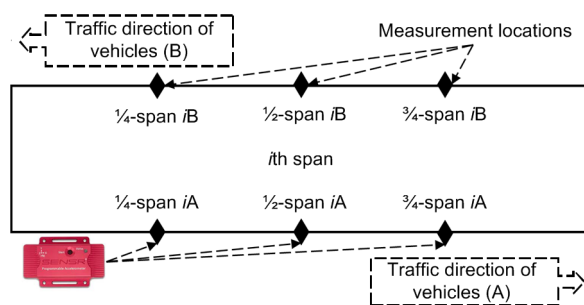 Traffic direction of
vehicles (B)
Measurement locations
¼-span iB
½-span iB
¾-span iB
ith span
¼-span iA
½-span iA
¾-span iA
Traffic direction of
vehicles (A)